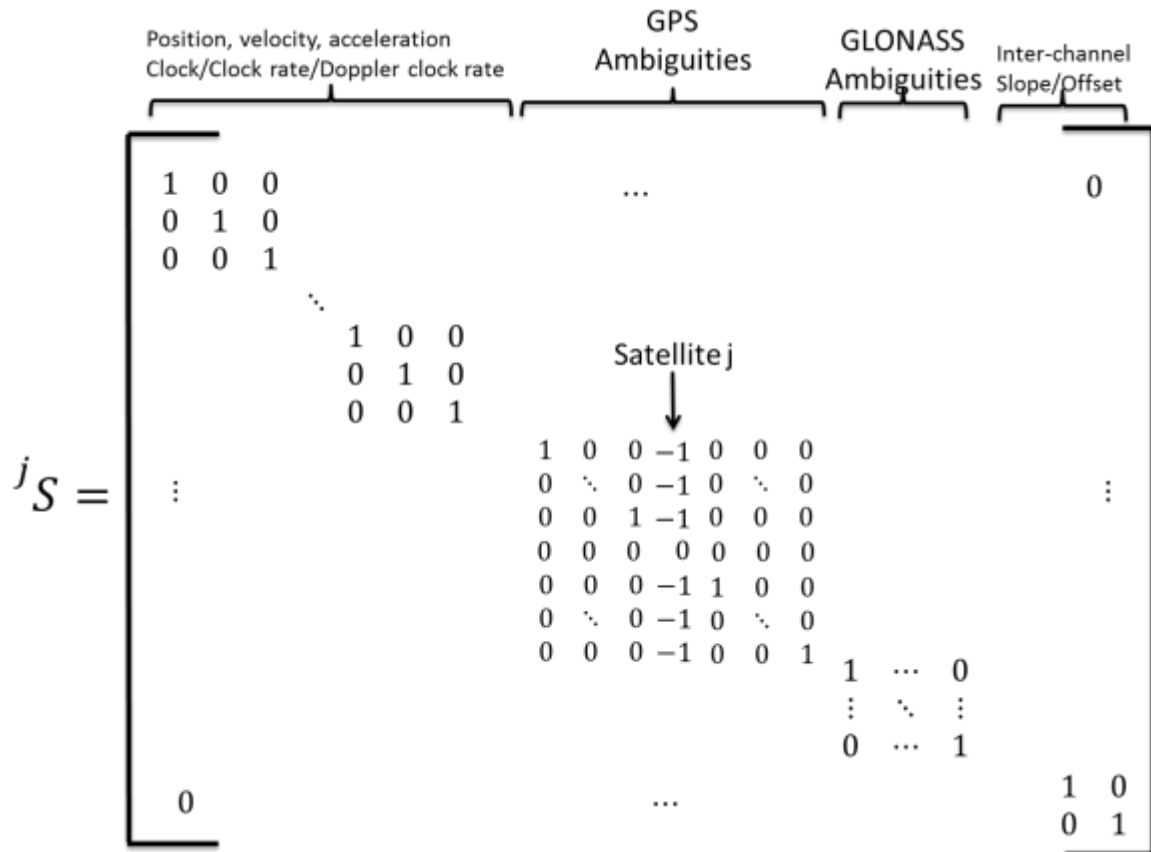 Position, velocity, acceleration
Clock/Clock rate/Doppler clock rate
GPS
Ambiguities
GLONASS
Ambiguities
Inter-channel
Slope/Offset
1 0 0 ⋯ 0
0 1 0
0 0 1
⋱
1 0 0
0 1 0
0 0 1
Satellite j
1 0 0 −1 0 0 0
0 ⋱ 0 −1 0 ⋱ 0
0 0 1 −1 0 0 0
0 0 0 0 0 0 0
0 0 0 −1 1 0 0
0 ⋱ 0 −1 0 ⋱ 0
0 0 0 −1 0 0 1
ʲS = ⋮ ⋮
1 ⋯ 0
⋮ ⋱ ⋮
0 ⋯ 1
0 ⋯ 1 0
0 1